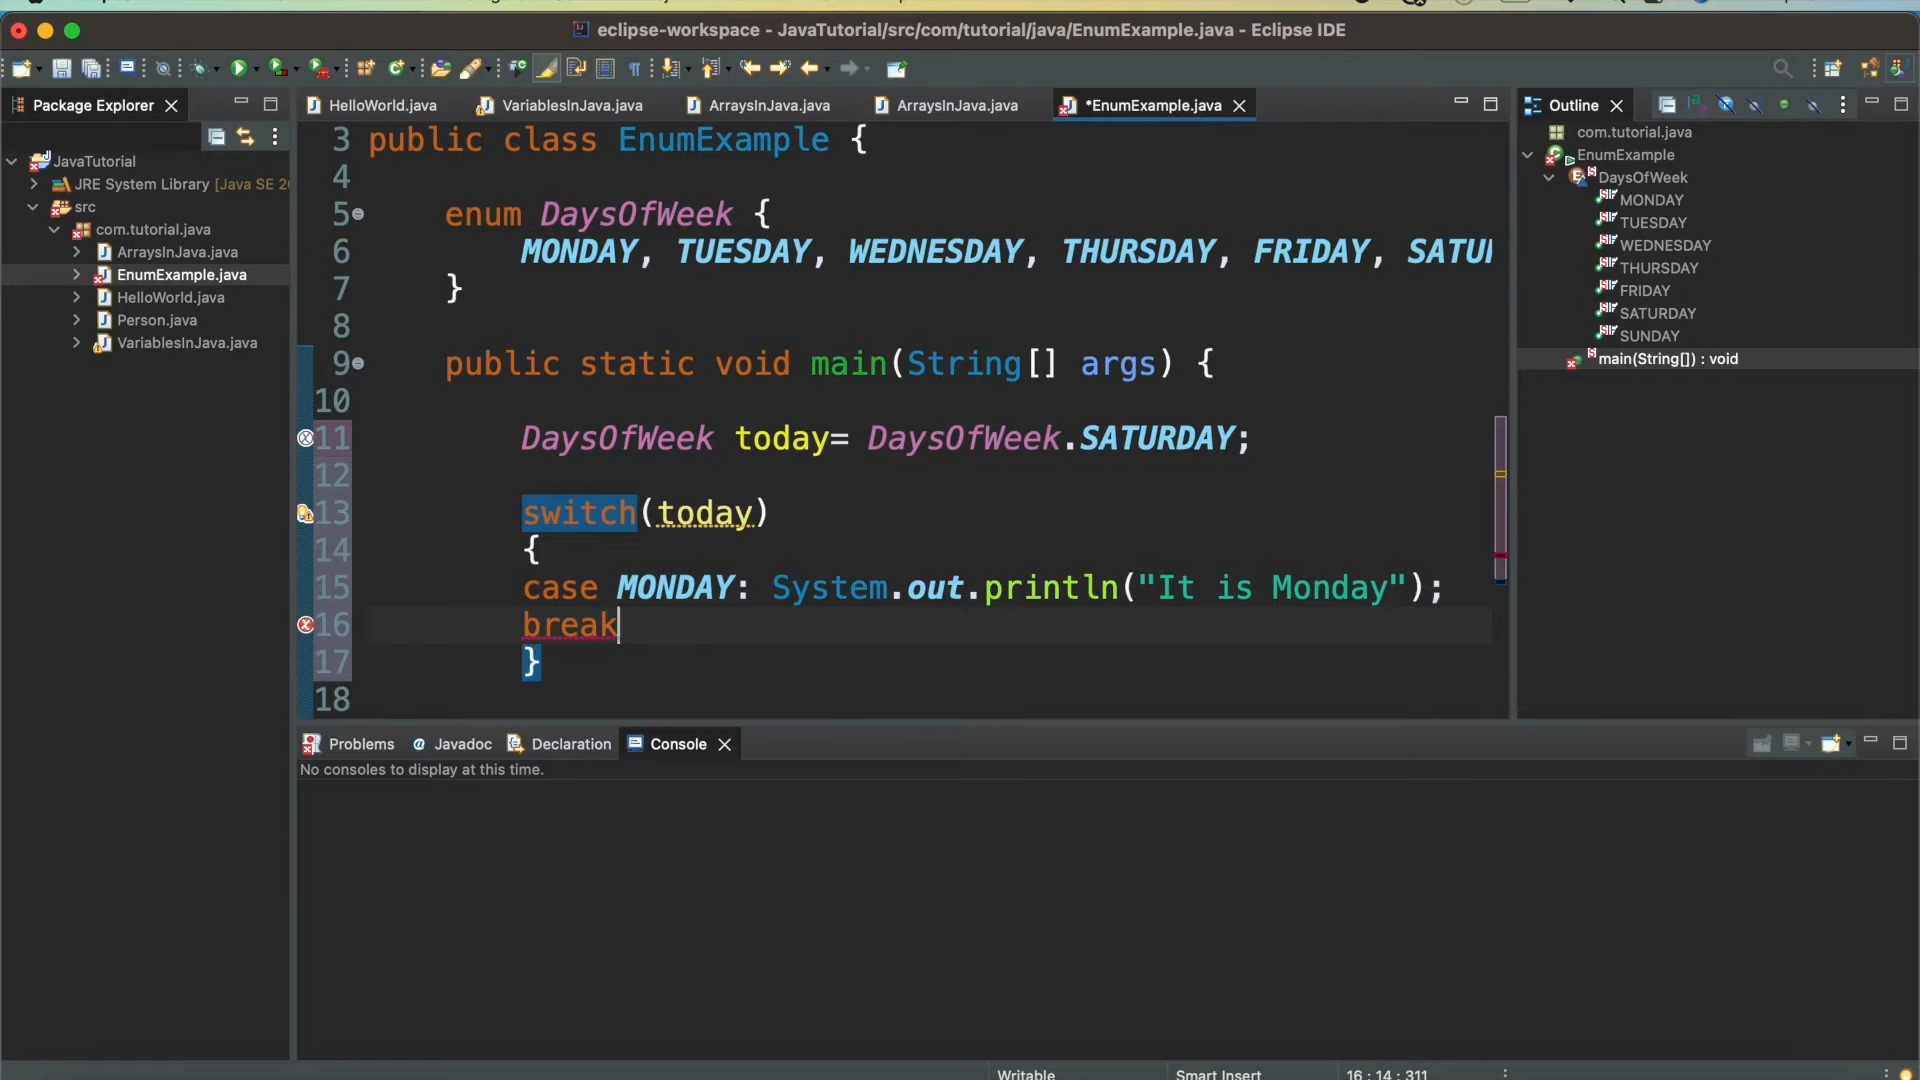 eclipse-workspace - JavaTutorial/src/com/tutorial/java/EnumExample.java - Eclipse IDE
Package Explorer
HelloWorld.java
VariablesInJava.java
ArraysInJava.java
ArraysInJava.java
*EnumExample.java
Outline
JavaTutorial
JRE System Library [Java SE 20
src
com.tutorial.java
ArraysInJava.java
EnumExample.java
HelloWorld.java
Person.java
VariablesInJava.java
3 public class EnumExample {
4
5 enum DaysOfWeek {
6 MONDAY, TUESDAY, WEDNESDAY, THURSDAY, FRIDAY, SATUR
7 }
8
9 public static void main(String[] args) {
10
11 DaysOfWeek today= DaysOfWeek.SATURDAY;
12
13 switch(today)
14 {
15 case MONDAY: System.out.println("It is Monday");
16 break
17 }
18
com.tutorial.java
EnumExample
DaysOfWeek
MONDAY
TUESDAY
WEDNESDAY
THURSDAY
FRIDAY
SATURDAY
SUNDAY
main(String[]) : void
Problems
Javadoc
Declaration
Console
No consoles to display at this time.
Writable
Smart Insert
16 : 14 : 311